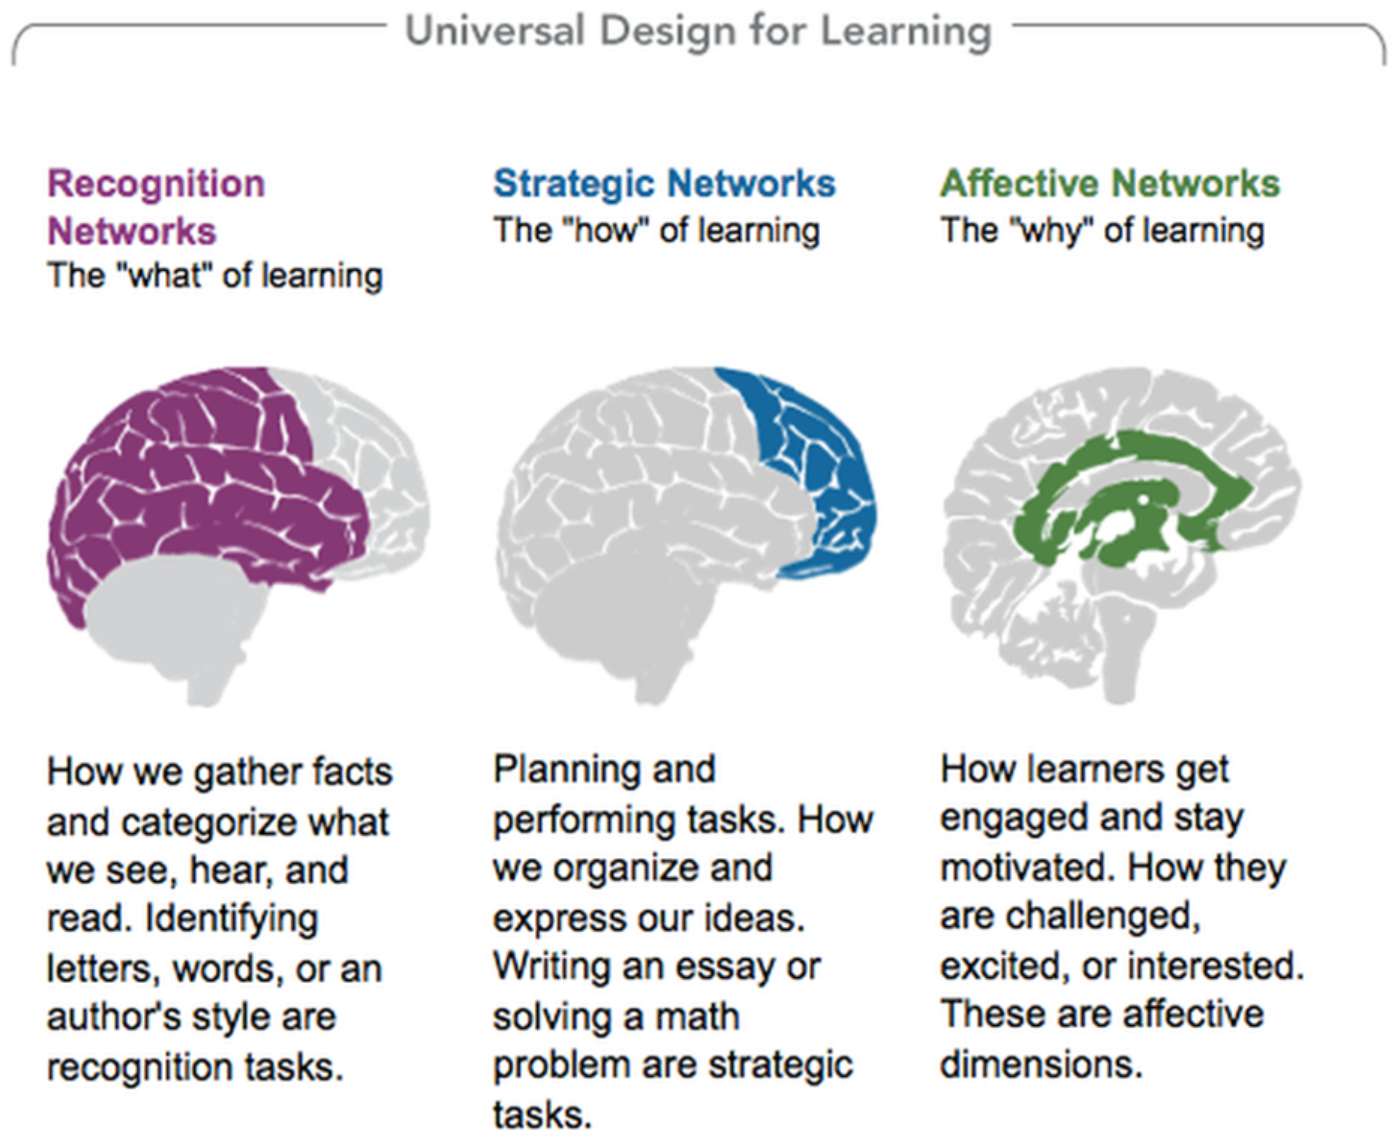 Universal Design for Learning
Recognition
Networks
The "what" of learning
How we gather facts
and categorize what
we see, hear, and
read. Identifying
letters, words, or an
author's style are
recognition tasks.
Strategic Networks
The "how" of learning
Planning and
performing tasks. How
we organize and
express our ideas.
Writing an essay or
solving a math
problem are strategic
tasks.
Affective Networks
The "why" of learning
How learners get
engaged and stay
motivated. How they
are challenged,
excited, or interested.
These are affective
dimensions.